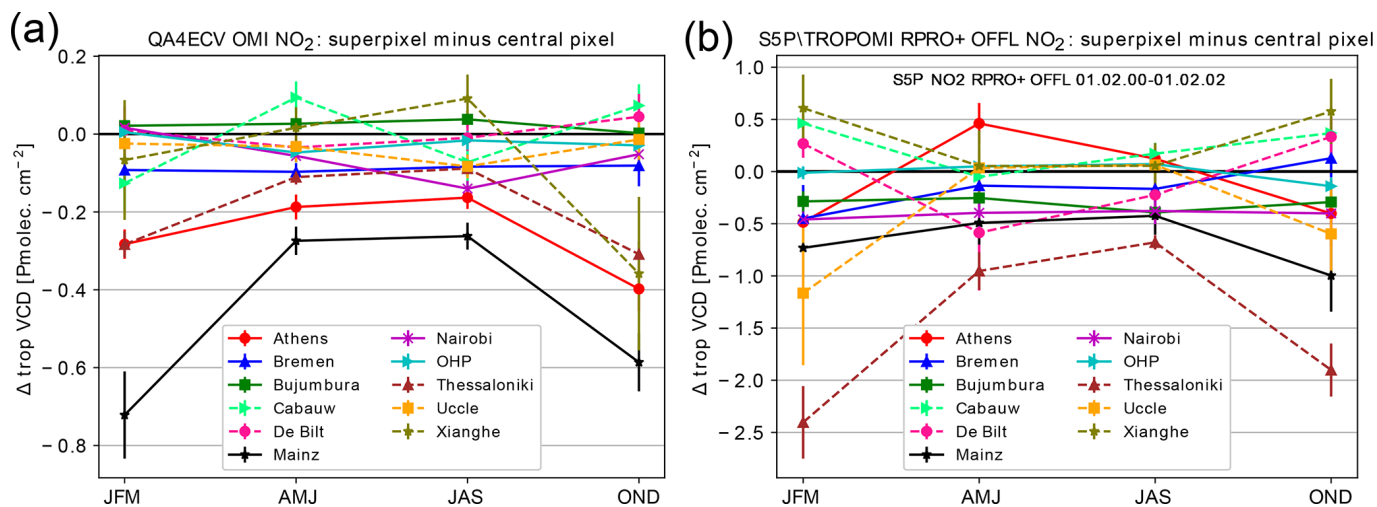 (a)
QA4ECV OMI NO₂: superpixel minus central pixel
Δ trop VCD [Pmolec. cm⁻²]
0.2
0.0
−0.2
−0.4
−0.6
−0.8
JFM
AMJ
JAS
OND
Athens
Bremen
Bujumbura
Cabauw
De Bilt
Mainz
Nairobi
OHP
Thessaloniki
Uccle
Xianghe
(b)
S5P\TROPOMI RPRO+ OFFL NO₂: superpixel minus central pixel
S5P NO2 RPRO+ OFFL 01.02.00-01.02.02
Δ trop VCD [Pmolec. cm⁻²]
1.0
0.5
0.0
−0.5
−1.0
−1.5
−2.0
−2.5
JFM
AMJ
JAS
OND
Athens
Bremen
Bujumbura
Cabauw
De Bilt
Mainz
Nairobi
OHP
Thessaloniki
Uccle
Xianghe